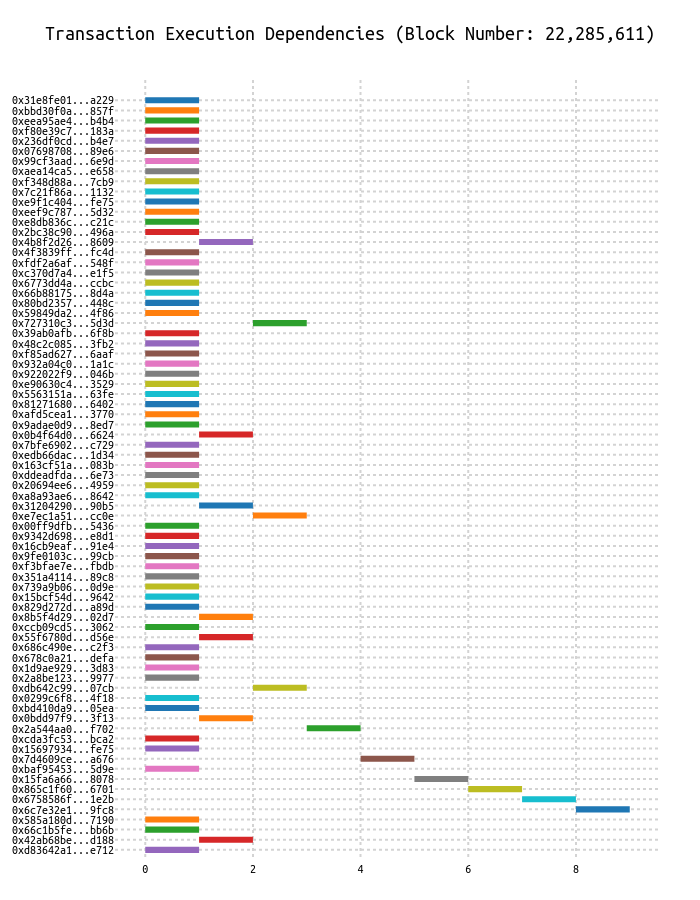 Transaction Execution Dependencies (Block Number: 22,285,611)
0x31e8fe01...a229
0xbbd30f0a...857f
0xeea95ae4...b4b4
0xf80e39c7...183a
0x236df0cd...b4e7
0x07698708...89e6
0x99cf3aad...6e9d
0xaea14ca5...e658
0xf348d88a...7cb9
0x7c21f86a...1132
0xe9f1c404...fe75
0xeef9c787...5d32
0xe8db836c...c21c
0x2bc38c90...496a
0x4b8f2d26...8609
0x4f3839ff...fc4d
0xfdf2a6af...548f
0xc370d7a4...e1f5
0x6773dd4a...ccbc
0x66b88175...8d4a
0x80bd2357...448c
0x59849da2...4f86
0x727310c3...5d3d
0x39ab0afb...6f8b
0x48c2c085...3fb2
0xf85ad627...6aaf
0x932a04c0...1a1c
0x922022f9...046b
0xe90630c4...3529
0x5563151a...63fe
0x81271680...6402
0xafd5cea1...3770
0x9adae0d9...8ed7
0x0b4f64d0...6624
0x7bfe6902...c729
0xedb66dac...1d34
0x163cf51a...083b
0xddeadfda...6e73
0x20694ee6...4959
0xa8a93ae6...8642
0x31204290...90b5
0xe7ec1a51...cc0e
0x00ff9dfb...5436
0x9342d698...e8d1
0x16cb9eaf...91e4
0x9fe0103c...99cb
0xf3bfae7e...fbdb
0x351a4114...89c8
0x739a9b06...0d9e
0x15bcf54d...9642
0x829d272d...a89d
0x8b5f4d29...02d7
0xccb09cd5...3062
0x55f6780d...d56e
0x686c490e...c2f3
0x678c0a21...defa
0x1d9ae929...3d83
0x2a8be123...9977
0xdb642c99...07cb
0x0299c6f8...4f18
0xbd410da9...05ea
0x0bdd97f9...3f13
0x2a544aa0...f702
0xcda3fc53...bca2
0x15697934...fe75
0x7d4609ce...a676
0xbaf95453...5d9e
0x15fa6a66...8078
0x865c1f60...6701
0x6758586f...1e2b
0x6c7e32e1...9fc8
0x585a180d...7190
0x66c1b5fe...bb6b
0x42ab68be...d188
0xd83642a1...e712
0 2 4 6 8